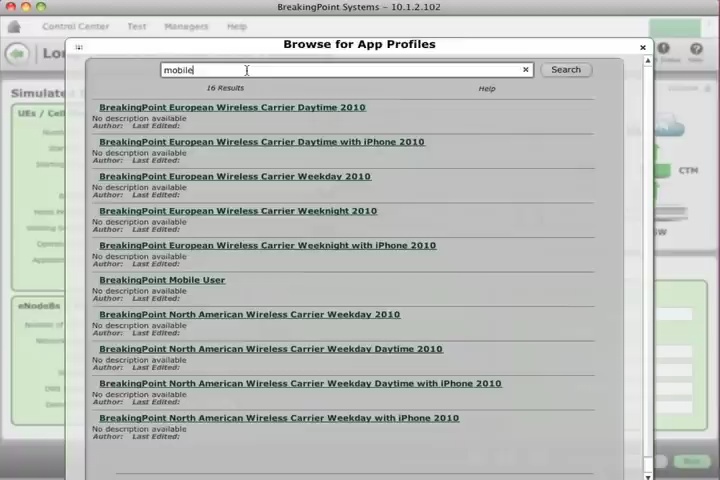 BreakingPoint Systems – 10.1.2.102
Control Center Test Managers Help
Browse for App Profiles
mobile
Search
16 Results
Help
BreakingPoint European Wireless Carrier Daytime 2010
No description available
Author: Last Edited:
BreakingPoint European Wireless Carrier Daytime with iPhone 2010
No description available
Author: Last Edited:
BreakingPoint European Wireless Carrier Weekday 2010
No description available
Author: Last Edited:
BreakingPoint European Wireless Carrier Weeknight 2010
No description available
Author: Last Edited:
BreakingPoint European Wireless Carrier Weeknight with iPhone 2010
No description available
Author: Last Edited:
BreakingPoint Mobile User
No description available
Author: Last Edited:
BreakingPoint North American Wireless Carrier Weekday 2010
No description available
Author: Last Edited:
BreakingPoint North American Wireless Carrier Weekday Daytime 2010
No description available
Author: Last Edited:
BreakingPoint North American Wireless Carrier Weekday Daytime with iPhone 2010
No description available
Author: Last Edited:
BreakingPoint North American Wireless Carrier Weekday with iPhone 2010
No description available
Author: Last Edited:
UEs / Cell
eNodeBs
CTM
Help
Run